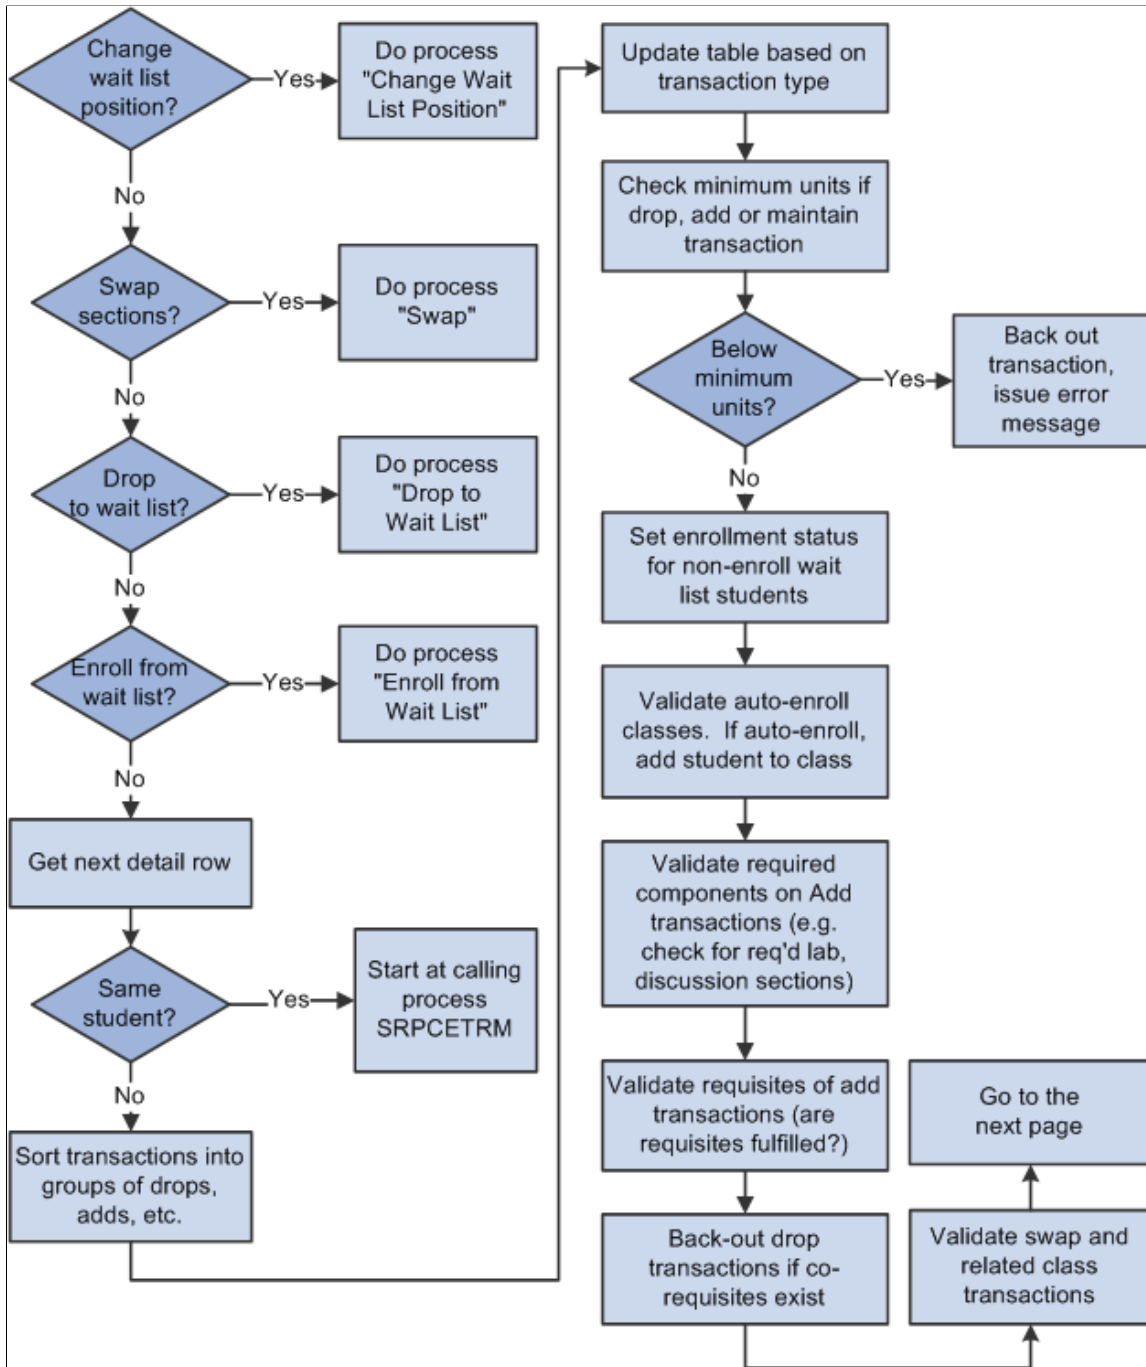 Change
wait list
position?
Yes
Do process
"Change Wait
List Position"
No
Swap
sections?
Yes
Do process
"Swap"
No
Drop
to wait list?
Yes
Do process
"Drop to
Wait List"
No
Enroll from
wait list?
Yes
Do process
"Enroll from
Wait List"
No
Get next detail row
Same
student?
Yes
Start at calling
process
SRPCETRM
No
Sort transactions into
groups of drops,
adds, etc.
Update table based on
transaction type
Check minimum units if
drop, add or maintain
transaction
Below
minimum
units?
Yes
Back out
transaction,
issue error
message
No
Set enrollment status
for non-enroll wait
list students
Validate auto-enroll
classes.  If auto-enroll,
add student to class
Validate required
components on Add
transactions (e.g.
check for req'd lab,
discussion sections)
Validate requisites of add
transactions (are
requisites fulfilled?)
Back-out drop
transactions if co-
requisites exist
Validate swap and
related class
transactions
Go to the
next page